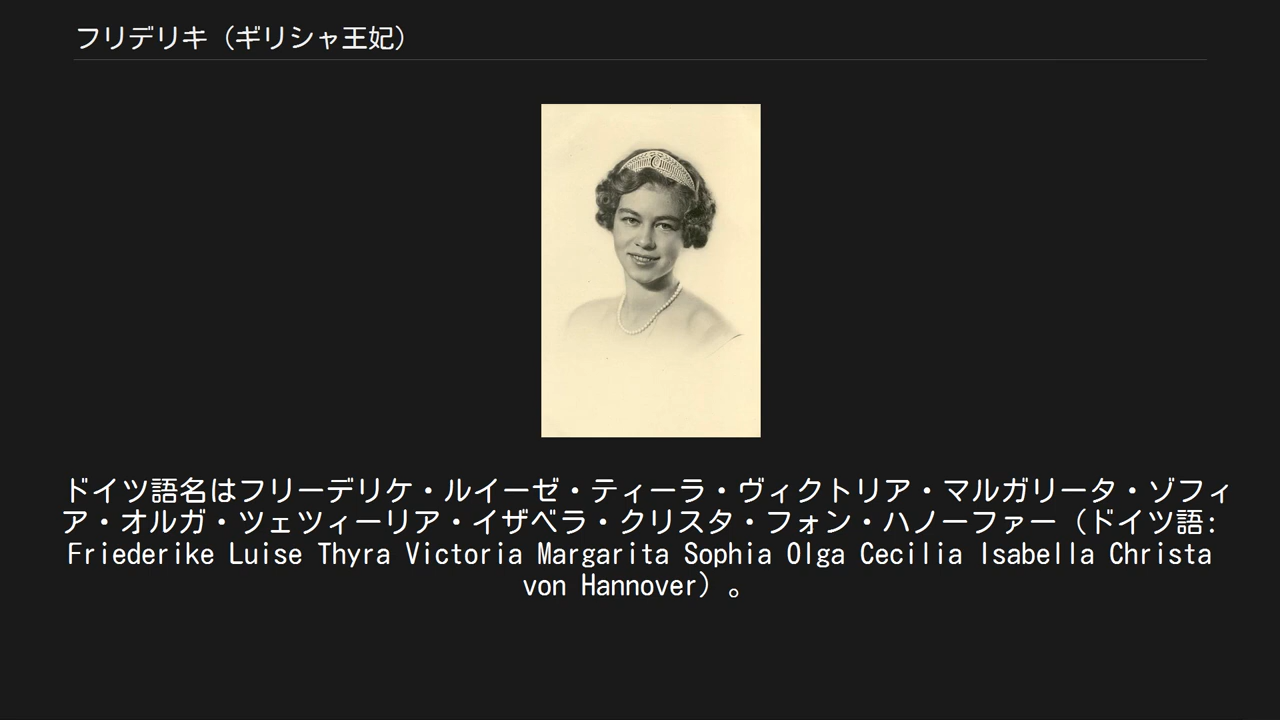 フリデリキ（ギリシャ王妃）
ドイツ語名はフリーデリケ・ルイーゼ・ティーラ・ヴィクトリア・マルガリータ・ゾフィ
ア・オルガ・ツェツィーリア・イザベラ・クリスタ・フォン・ハノーファー（ドイツ語:
Friederike Luise Thyra Victoria Margarita Sophia Olga Cecilia Isabella Christa
von Hannover）。